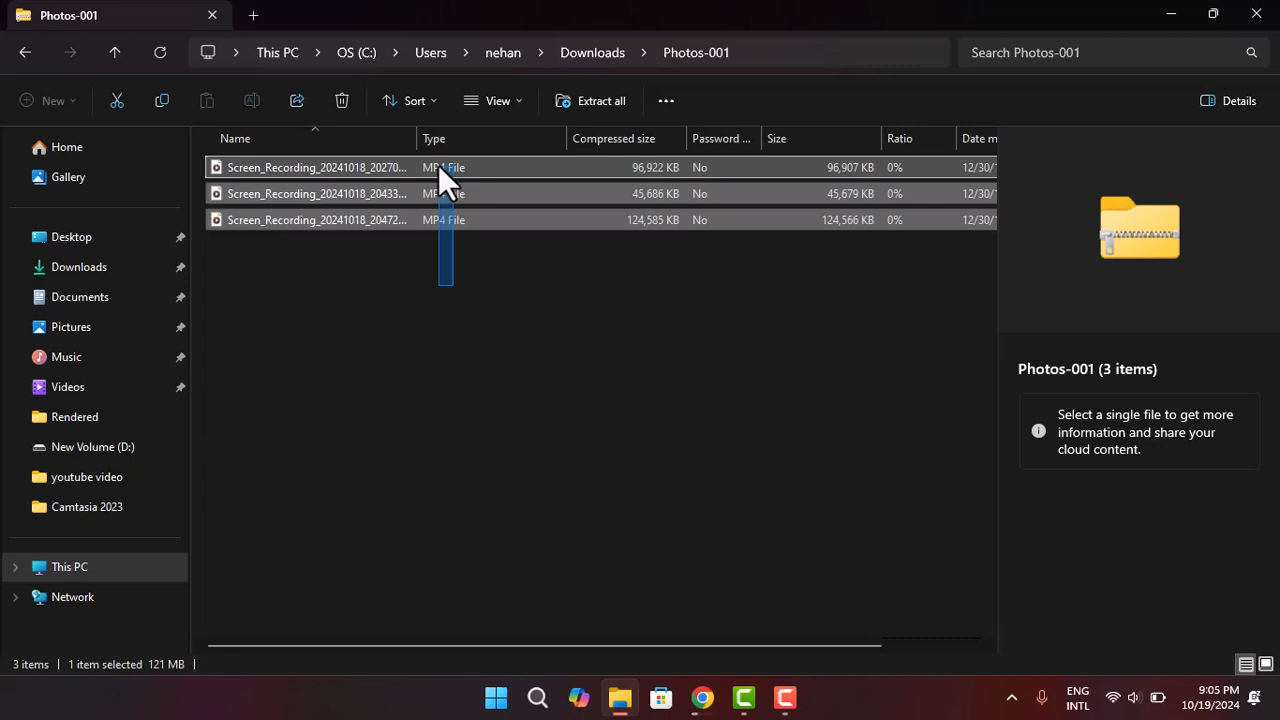 Photos-001
This PC > OS (C:) > Users > nehan > Downloads > Photos-001
Search Photos-001
New
Sort
View
Extract all
Details
Name
Type
Compressed size
Password ...
Size
Ratio
Date m
Screen_Recording_20241018_20270... MP4 File 96,922 KB No 96,907 KB 0% 12/30/
Screen_Recording_20241018_20433... MP4 File 45,686 KB No 45,679 KB 0% 12/30/
Screen_Recording_20241018_20472... MP4 File 124,585 KB No 124,566 KB 0% 12/30/
Home
Gallery
Desktop
Downloads
Documents
Pictures
Music
Videos
Rendered
New Volume (D:)
youtube video
Camtasia 2023
This PC
Network
Photos-001 (3 items)
Select a single file to get more
information and share your
cloud content.
3 items
1 item selected 121 MB
ENG
INTL
9:05 PM
10/19/2024